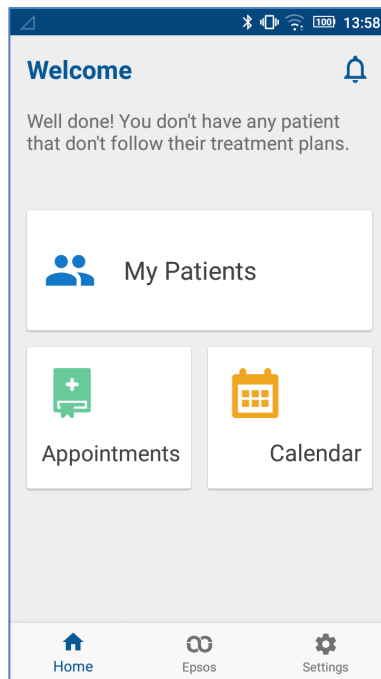 100 13:58
Welcome
Well done! You don't have any patient
that don't follow their treatment plans.
My Patients
Appointments
Calendar
Home
Epsos
Settings